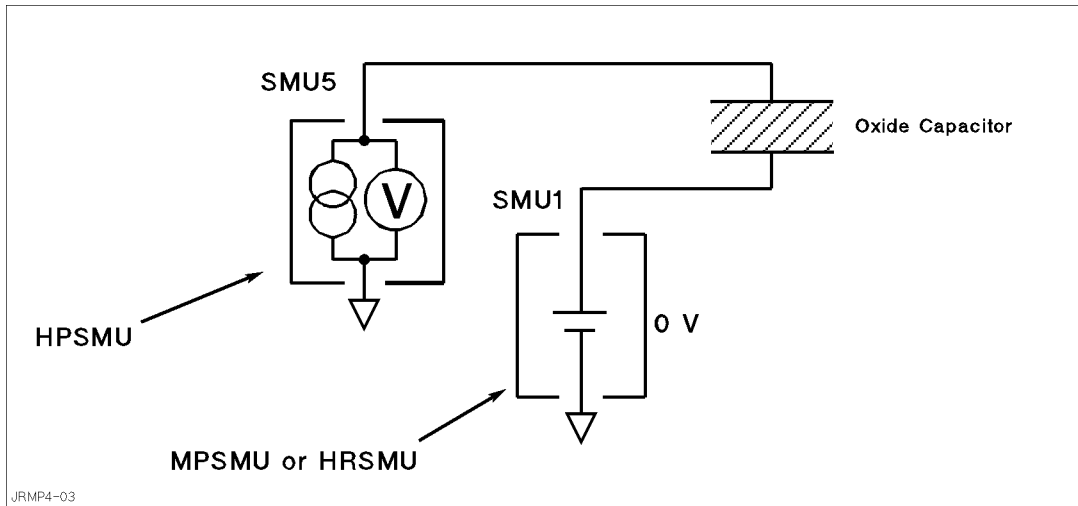 SMU5
Oxide Capacitor
V
SMU1
0 V
HPSMU
MPSMU or HRSMU
JRMP4-03